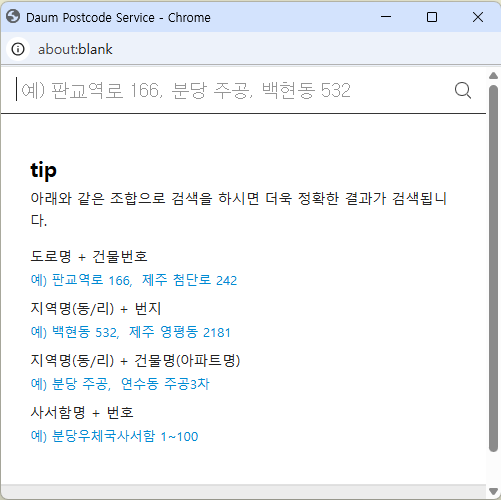 Daum Postcode Service - Chrome
about:blank
예) 판교역로 166, 분당 주공, 백현동 532
tip
아래와 같은 조합으로 검색을 하시면 더욱 정확한 결과가 검색됩니
다.
도로명 + 건물번호
예) 판교역로 166, 제주 첨단로 242
지역명(동/리) + 번지
예) 백현동 532, 제주 영평동 2181
지역명(동/리) + 건물명(아파트명)
예) 분당 주공, 연수동 주공3차
사서함명 + 번호
예) 분당우체국사서함 1~100